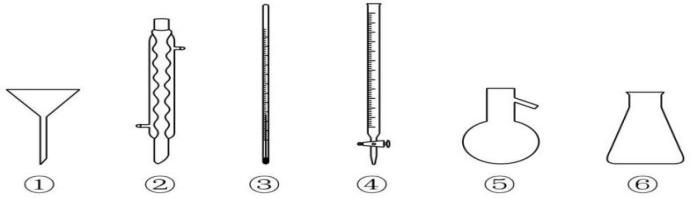 ① ② ③ ④ ⑤ ⑥